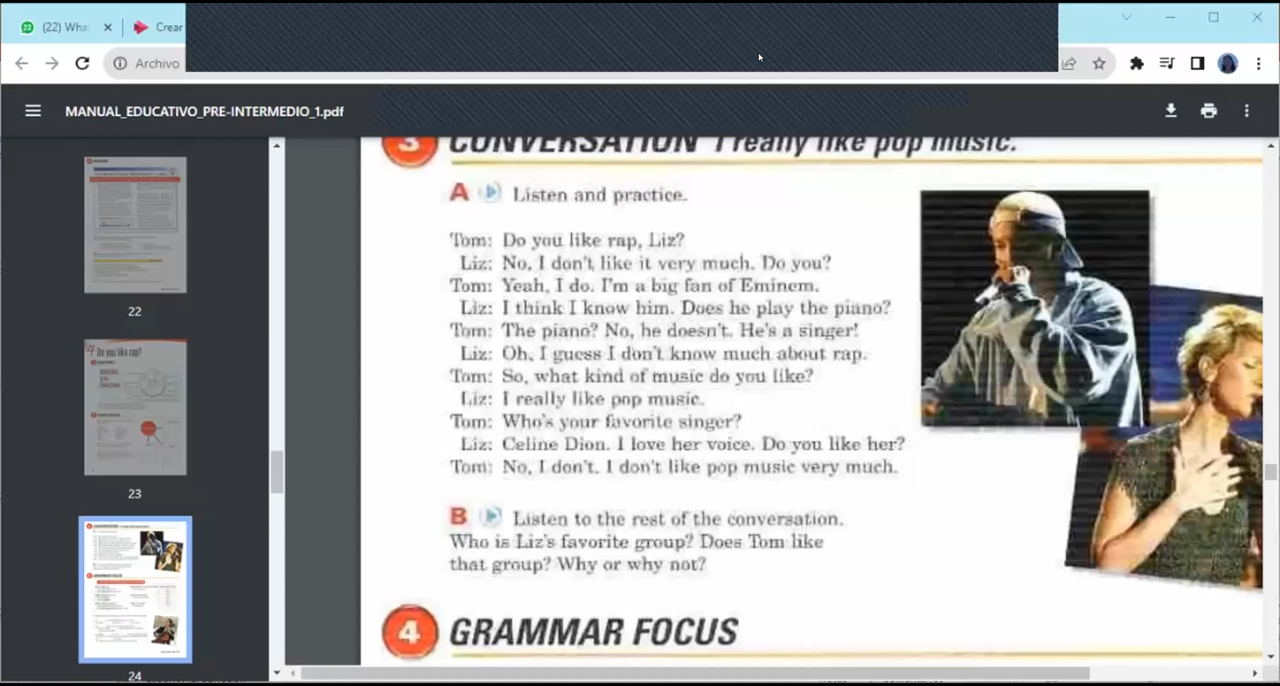 (22) Wha
Crear
Archivo
MANUAL_EDUCATIVO_PRE-INTERMEDIO_1.pdf
22
Do you like rap?
23
24
3 CONVERSATION I really like pop music.
A Listen and practice.
Tom: Do you like rap, Liz?
Liz: No, I don't like it very much. Do you?
Tom: Yeah, I do. I'm a big fan of Eminem.
Liz: I think I know him. Does he play the piano?
Tom: The piano? No, he doesn't. He's a singer!
Liz: Oh, I guess I don't know much about rap.
Tom: So, what kind of music do you like?
Liz: I really like pop music.
Tom: Who's your favorite singer?
Liz: Celine Dion. I love her voice. Do you like her?
Tom: No, I don't. I don't like pop music very much.
B Listen to the rest of the conversation.
Who is Liz's favorite group? Does Tom like
that group? Why or why not?
4 GRAMMAR FOCUS